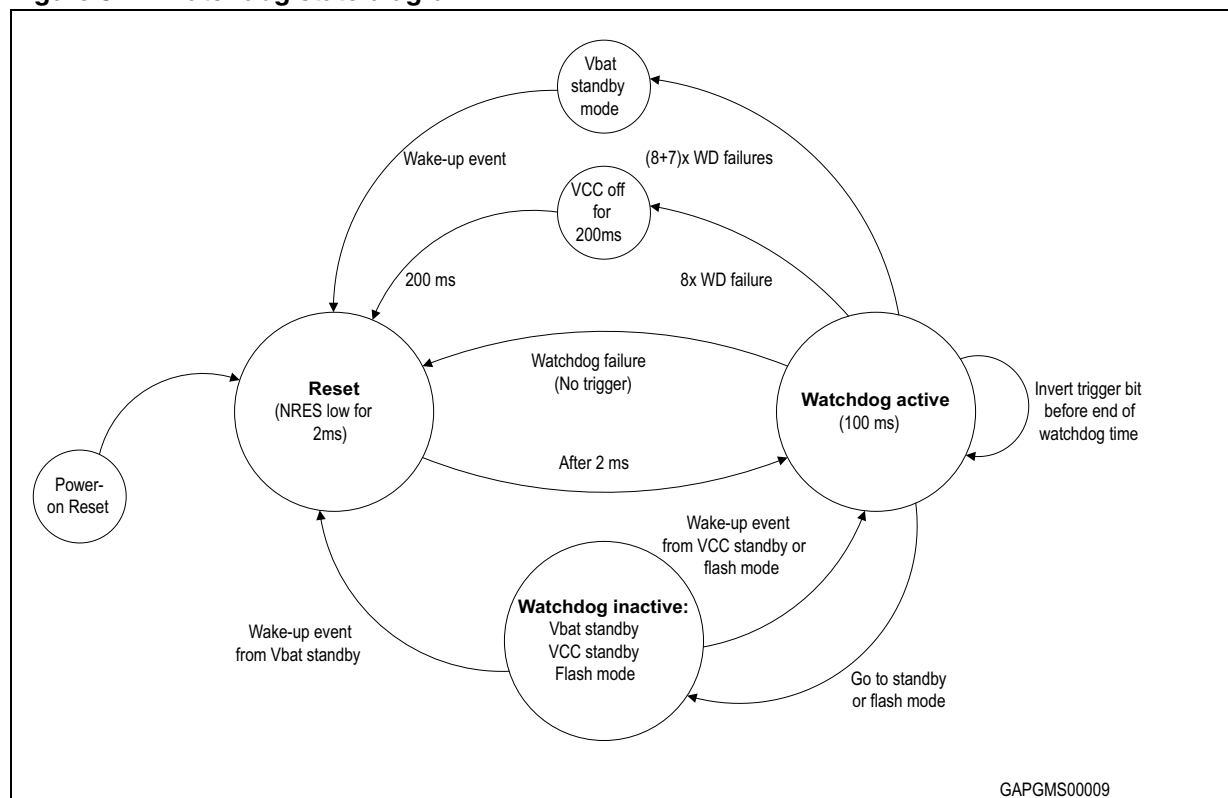 Vbat
standby
mode
Wake-up event
(8+7)x WD failures
VCC off
for
200ms
200 ms
8x WD failure
Watchdog failure
(No trigger)
Reset
(NRES low for
2ms)
Watchdog active
(100 ms)
Invert trigger bit
before end of
watchdog time
After 2 ms
Power-
on Reset
Wake-up event
from VCC standby or
flash mode
Watchdog inactive:
Vbat standby
VCC standby
Flash mode
Wake-up event
from Vbat standby
Go to standby
or flash mode
GAPGMS00009